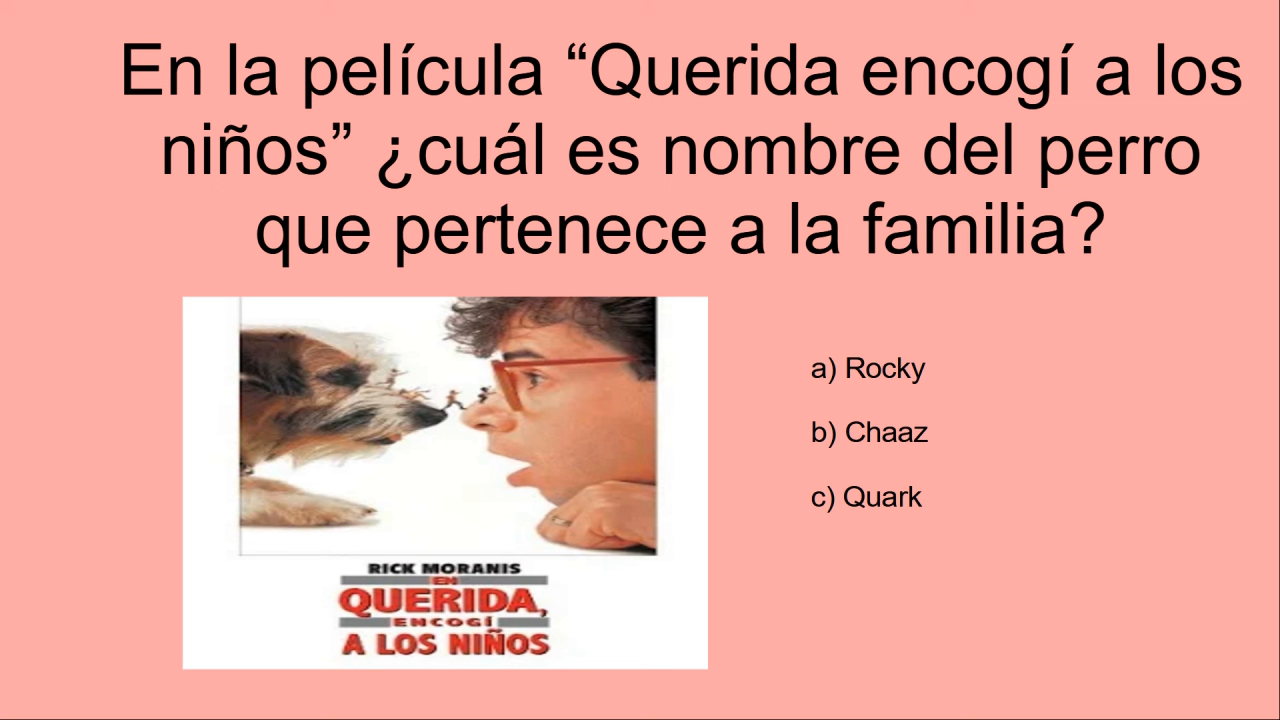 En la película “Querida encogí a los
niños” ¿cuál es nombre del perro
que pertenece a la familia?
a) Rocky
b) Chaaz
c) Quark
RICK MORANIS
EN
QUERIDA,
ENCOGÍ
A LOS NIÑOS